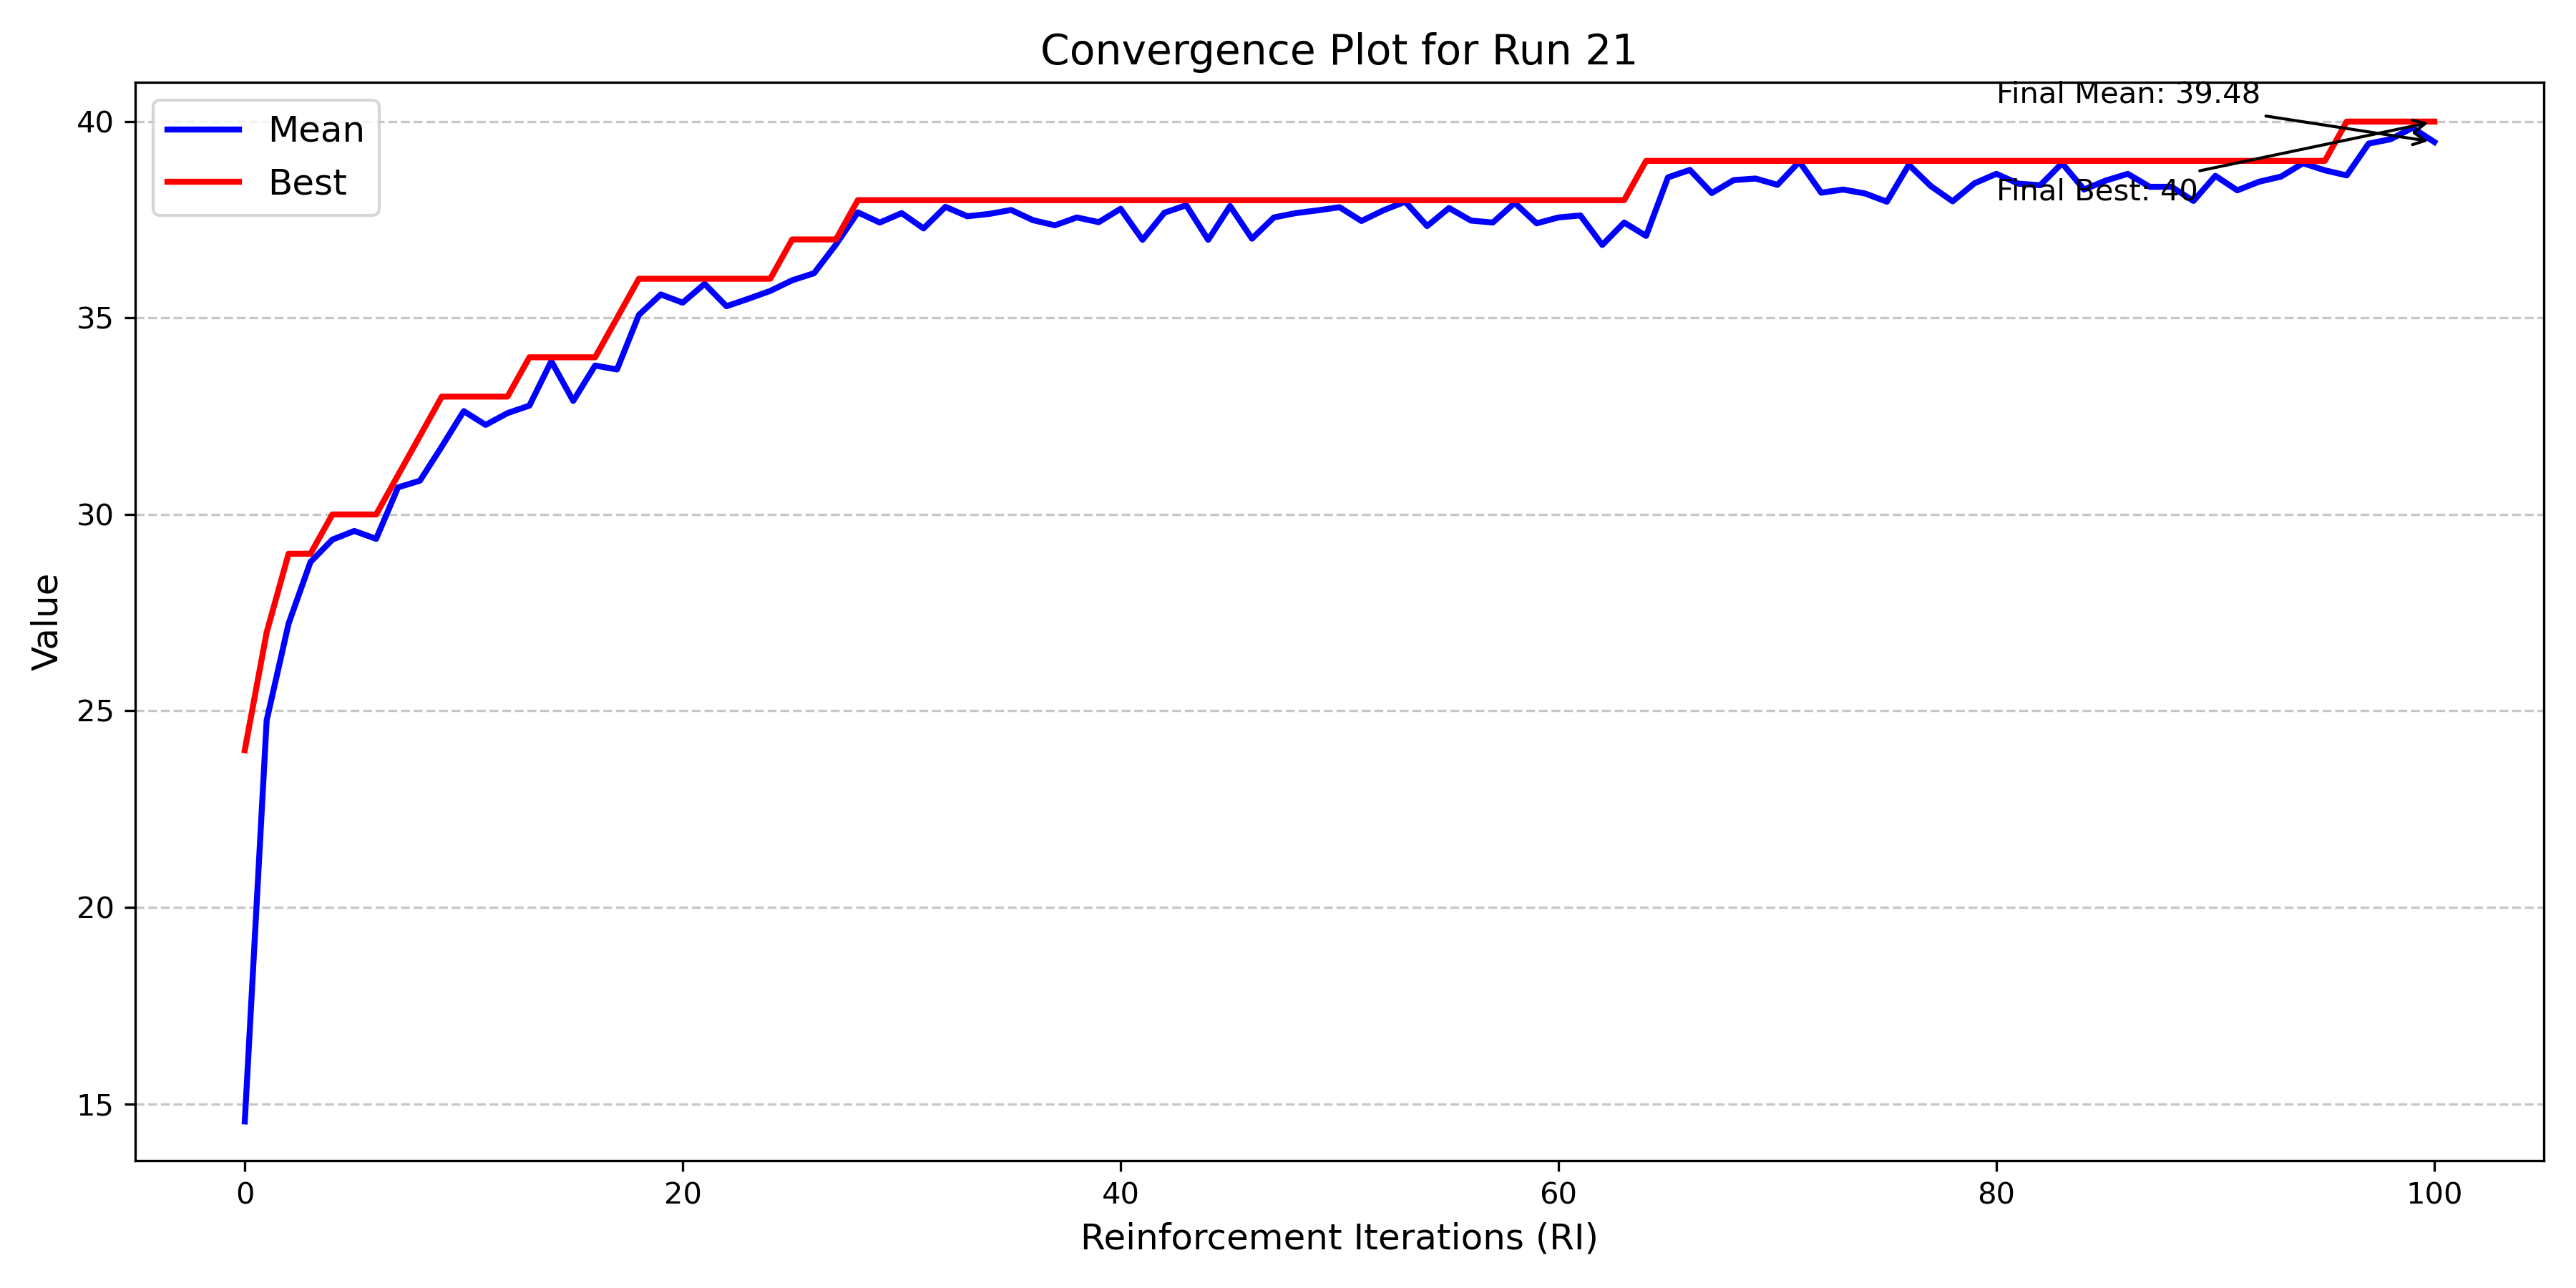 Convergence Plot for Run 21
Final Mean: 39.48
Mean
Best
Final Best: 40
40
35
30
25
20
15
Value
0 20 40 60 80 100
Reinforcement Iterations (RI)